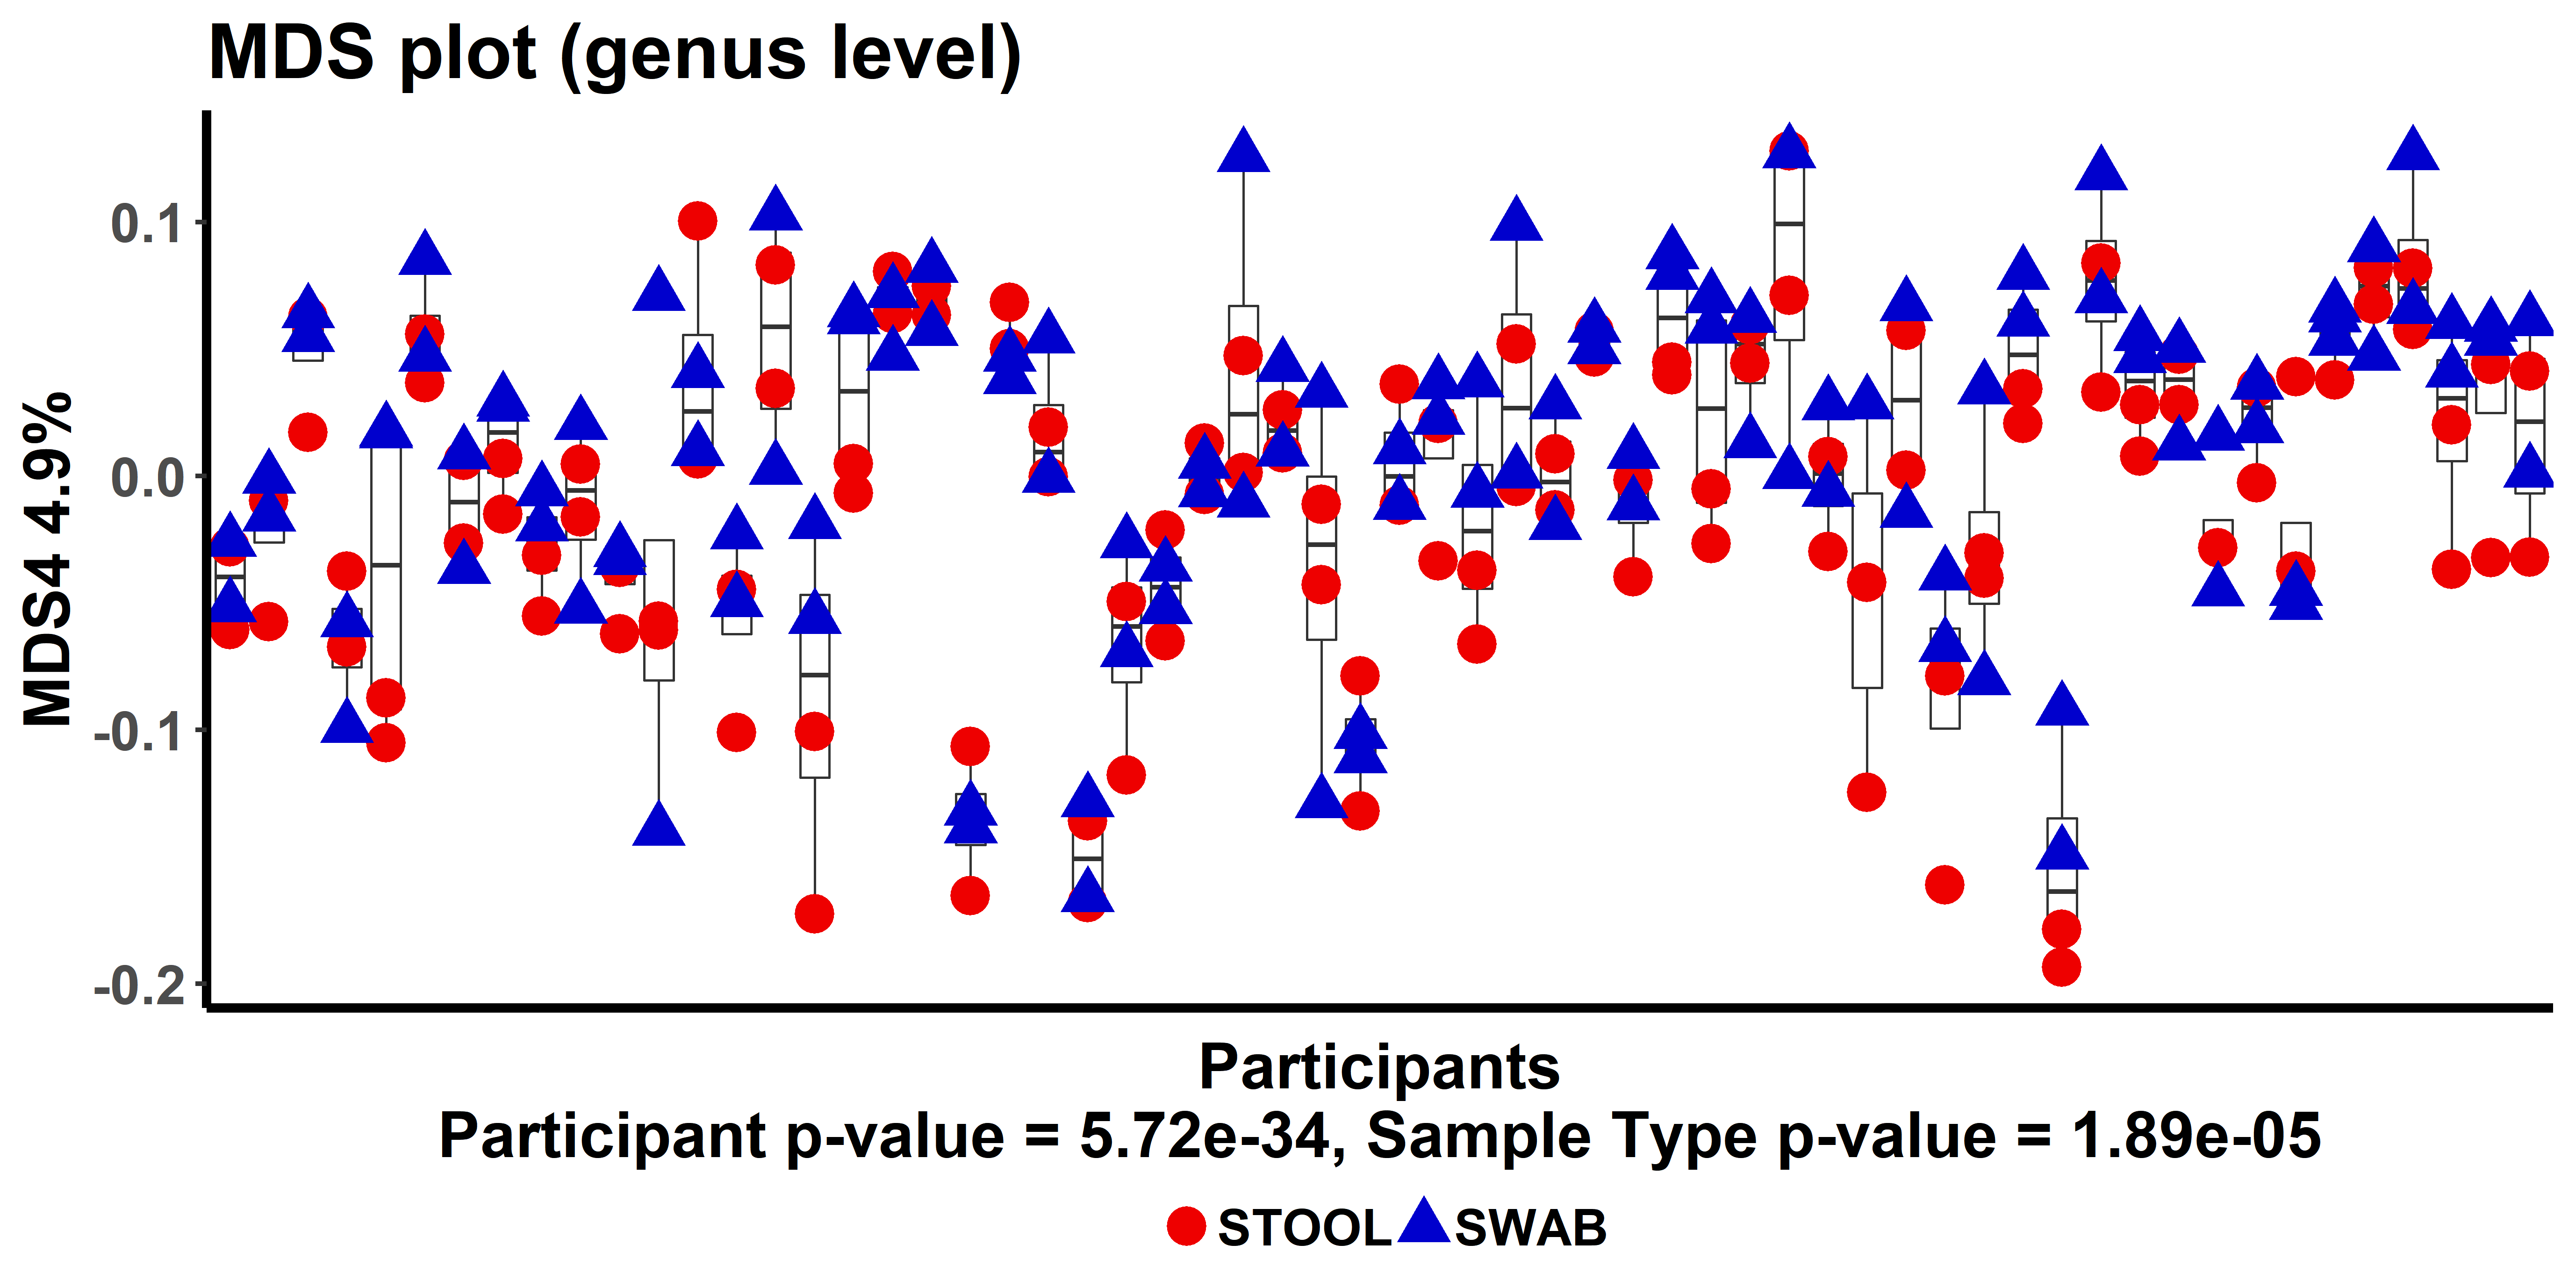 MDS plot (genus level)
MDS4 4.9%
0.1
0.0
-0.1
-0.2
Participants
Participant p-value = 5.72e-34, Sample Type p-value = 1.89e-05
STOOL SWAB